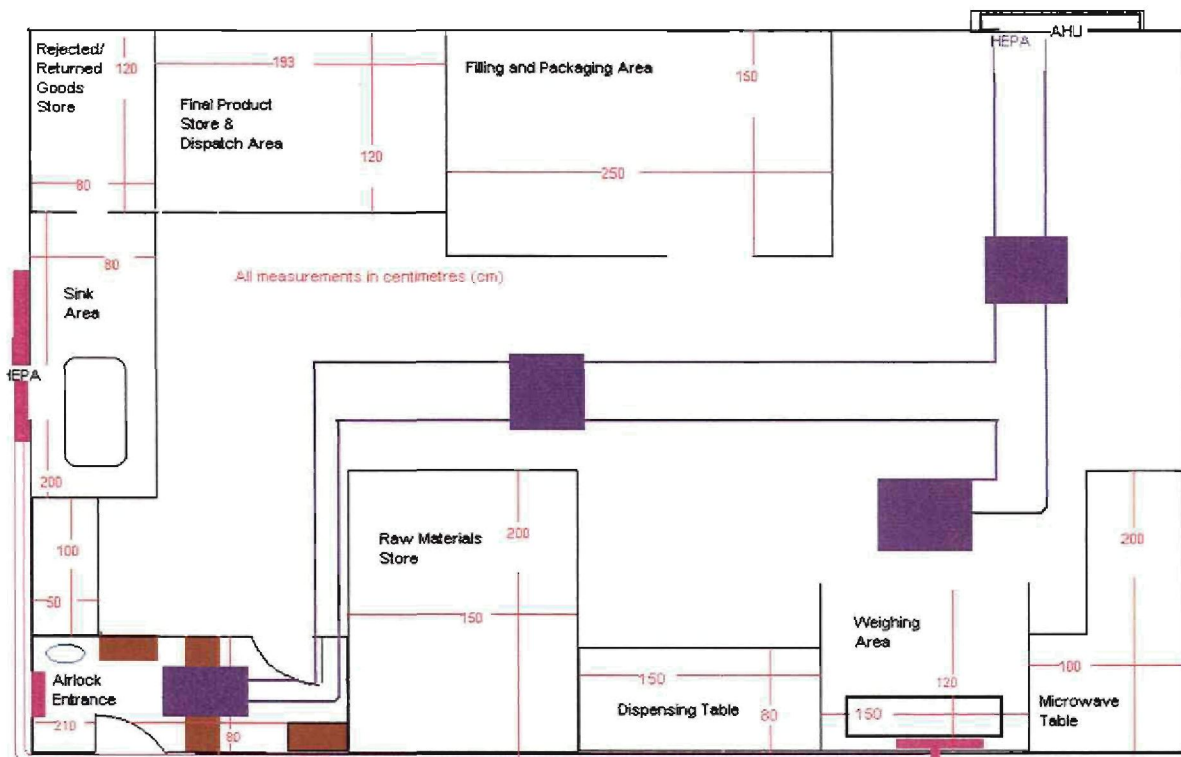 HEPA
AHU
Rejected/
Returned
Goods
Store
120
80
193
Final Product
Store &
Dispatch Area
120
Filling and Packaging Area
150
250
80
Sink
Area
All measurements in centimetres (cm)
HEPA
200
100
50
Airlock
Entrance
210
80
Raw Materials
Store
200
150
150
Dispensing Table
80
Weighing
Area
120
150
200
100
Microwave
Table